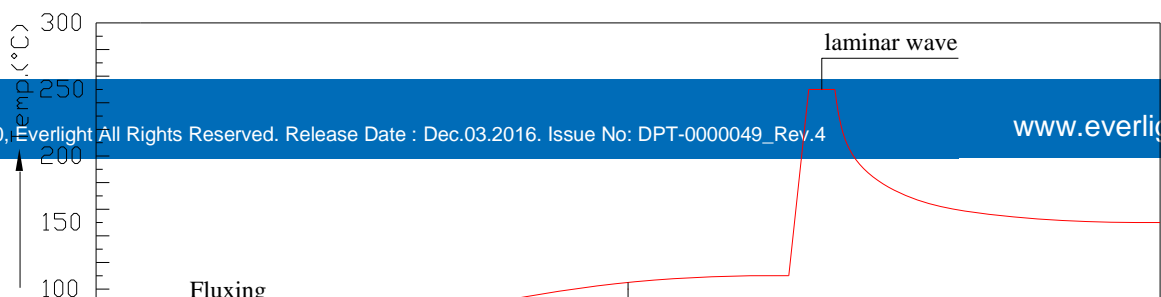 300
laminar wave
Temp.(°C)
250
Everlight All Rights Reserved. Release Date : Dec.03.2016. Issue No: DPT-0000049_Rev.4
www.everlig
200
150
100
Fluxing